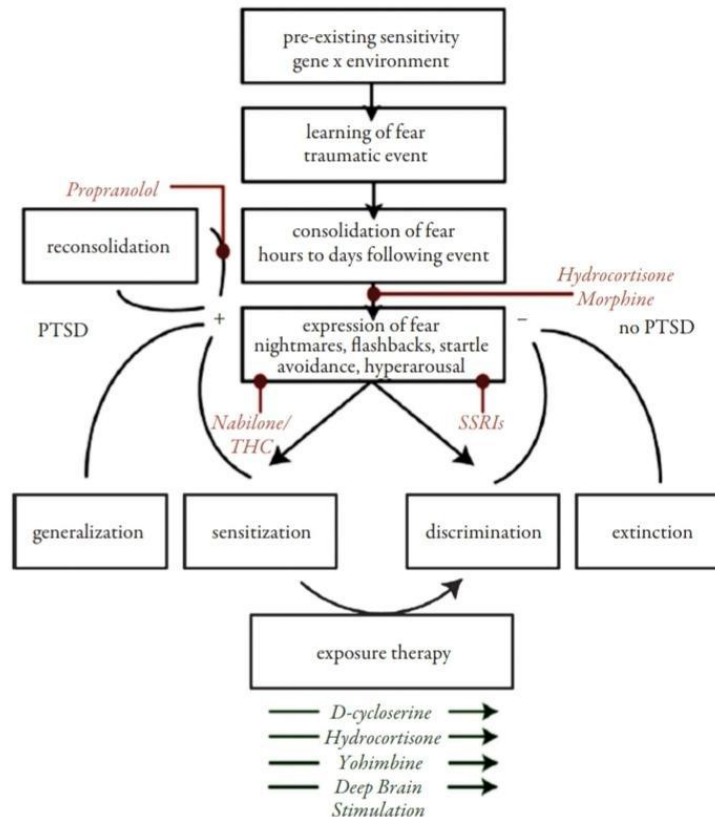 pre-existing sensitivity
gene x environment
learning of fear
traumatic event
Propranolol
reconsolidation
consolidation of fear
hours to days following event
Hydrocortisone
Morphine
PTSD
+
expression of fear
nightmares, flashbacks, startle
avoidance, hyperarousal
–
no PTSD
Nabilone/
THC
SSRIs
generalization
sensitization
discrimination
extinction
exposure therapy
D-cycloserine
Hydrocortisone
Yohimbine
Deep Brain
Stimulation